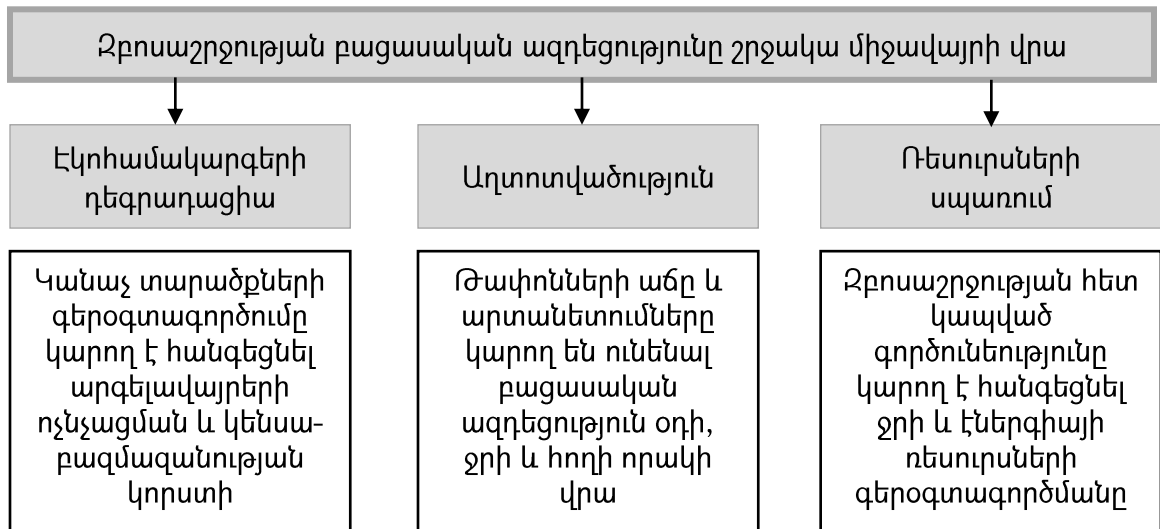 Զբոսաշրջության բացասական ազդեցությունը շրջակա միջավայրի վրա
Էկոհամակարգերի
դեգրադացիա
Կանաչ տարածքների
գերօգտագործումը
կարող է հանգեցնել
արգելավայրերի
ոչնչացման և կենսա-
բազմազանության
կորստի
Աղտոտվածություն
Թափոնների աճը և
արտանետումները
կարող են ունենալ
բացասական
ազդեցություն օդի,
ջրի և հողի որակի
վրա
Ռեսուրսների
սպառում
Զբոսաշրջության հետ
կապված
գործունեությունը
կարող է հանգեցնել
ջրի և էներգիայի
ռեսուրսների
գերօգտագործմանը